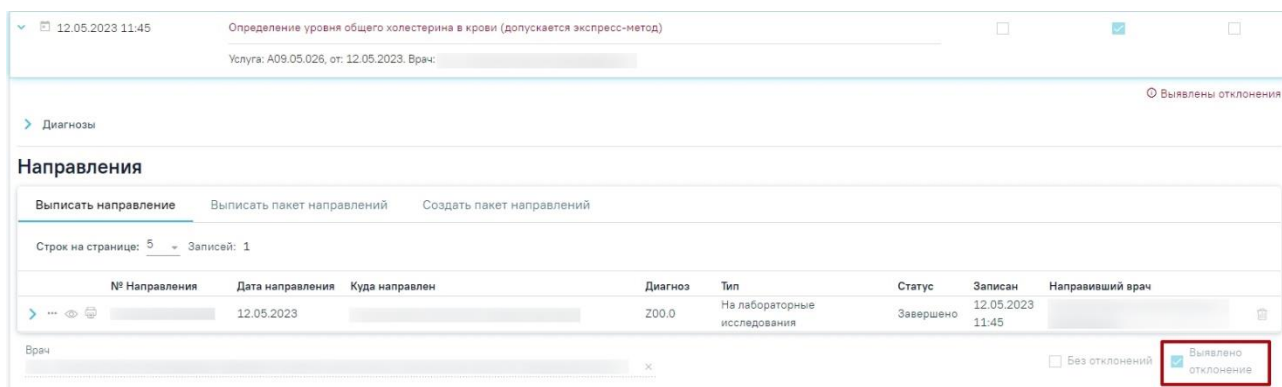 12.05.2023 11:45 Определение уровня общего холестерина в крови (допускается экспресс-метод)
Услуга: A09.05.026, от: 12.05.2023. Врач:
Выявлены отклонения
Диагнозы
Направления
Выписать направление Выписать пакет направлений Создать пакет направлений
Строк на странице: 5 Записей: 1
№ Направления Дата направления Куда направлен Диагноз Тип Статус Записан Направивший врач
12.05.2023 Z00.0 На лабораторные исследования Завершено 12.05.2023 11:45
Врач
Без отклонений Выявлено отклонение